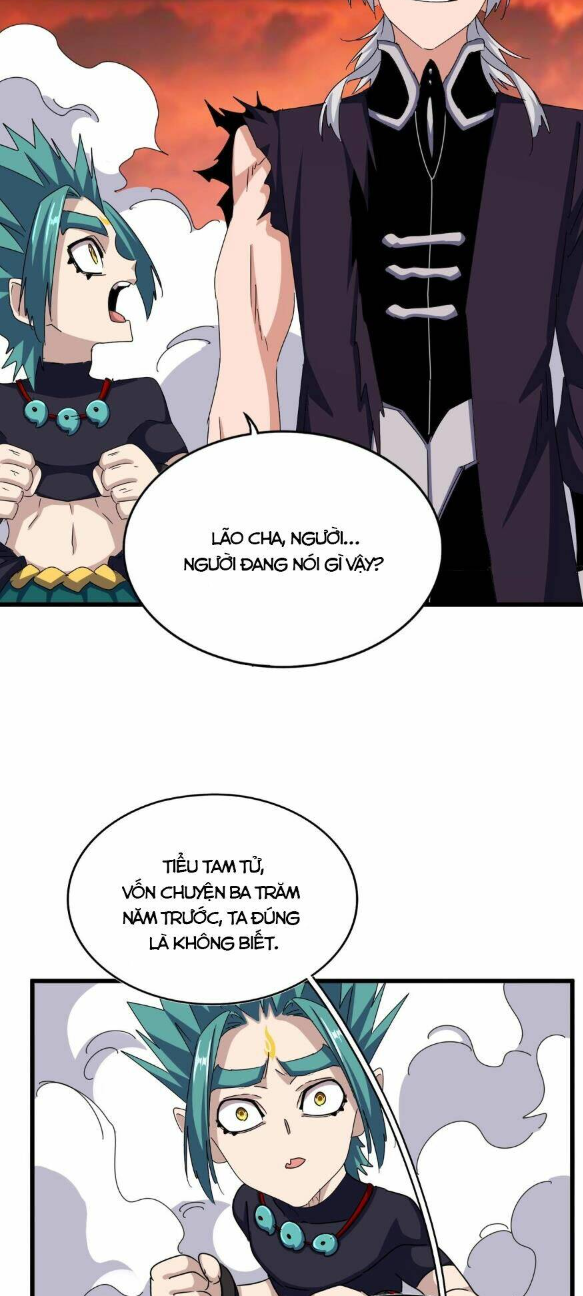 LÃO CHA, NGƯỜI...
NGƯỜI ĐANG NÓI GÌ VẬY?
TIỂU TAM TỬ,
VỐN CHUYỆN BA TRĂM
NĂM TRƯỚC, TA ĐÚNG
LÀ KHÔNG BIẾT.